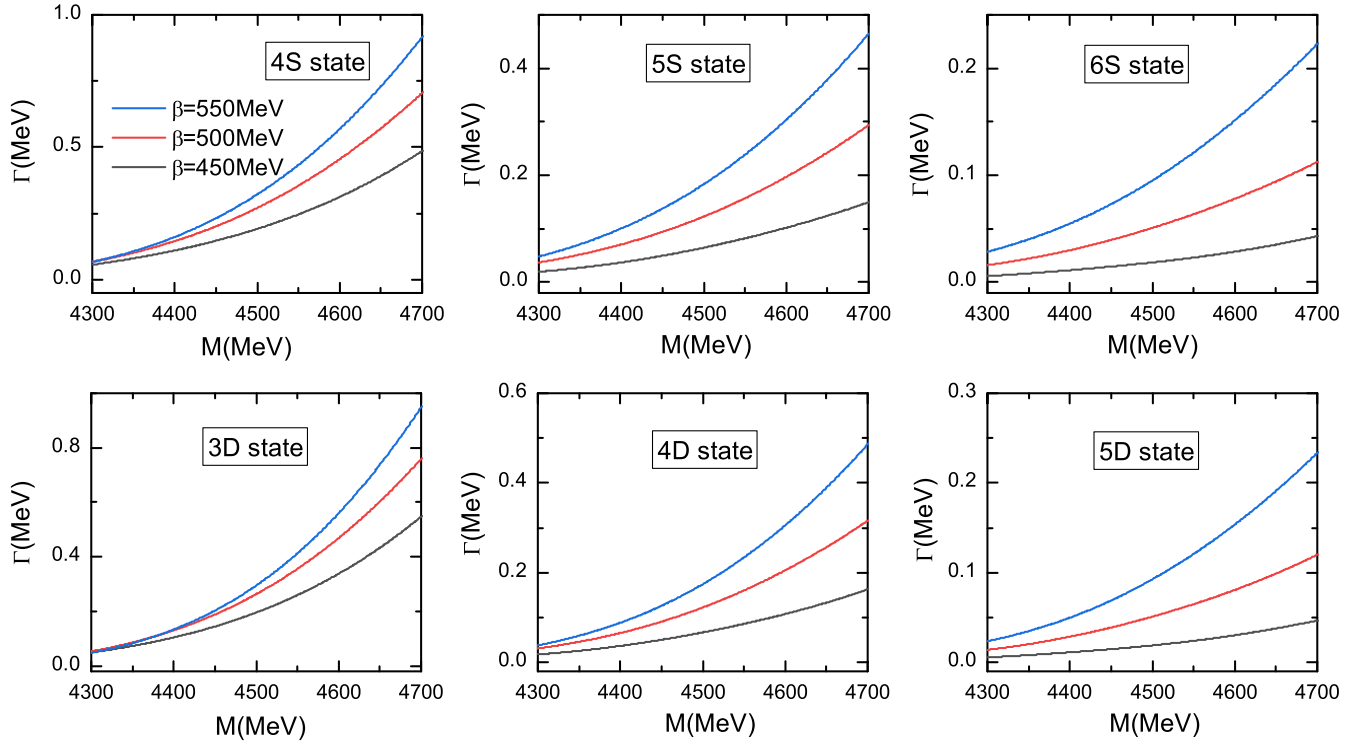 1.0
0.5
0.0
Γ(MeV)
4S state
β=550MeV
β=500MeV
β=450MeV
4300 4400 4500 4600 4700
M(MeV)
0.4
0.2
0.0
Γ(MeV)
5S state
4300 4400 4500 4600 4700
M(MeV)
0.2
0.1
0.0
Γ(MeV)
6S state
4300 4400 4500 4600 4700
M(MeV)
0.8
0.4
0.0
Γ(MeV)
3D state
4300 4400 4500 4600 4700
M(MeV)
0.6
0.4
0.2
0.0
Γ(MeV)
4D state
4300 4400 4500 4600 4700
M(MeV)
0.3
0.2
0.1
0.0
Γ(MeV)
5D state
4300 4400 4500 4600 4700
M(MeV)